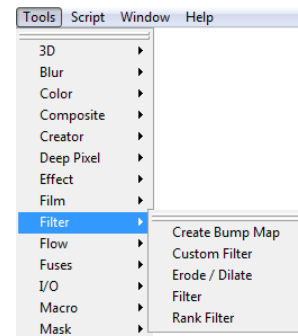 Tools Script Window Help
3D
Blur
Color
Composite
Creator
Deep Pixel
Effect
Film
Filter
Flow
Fuses
I/O
Macro
Mask
Create Bump Map
Custom Filter
Erode / Dilate
Filter
Rank Filter